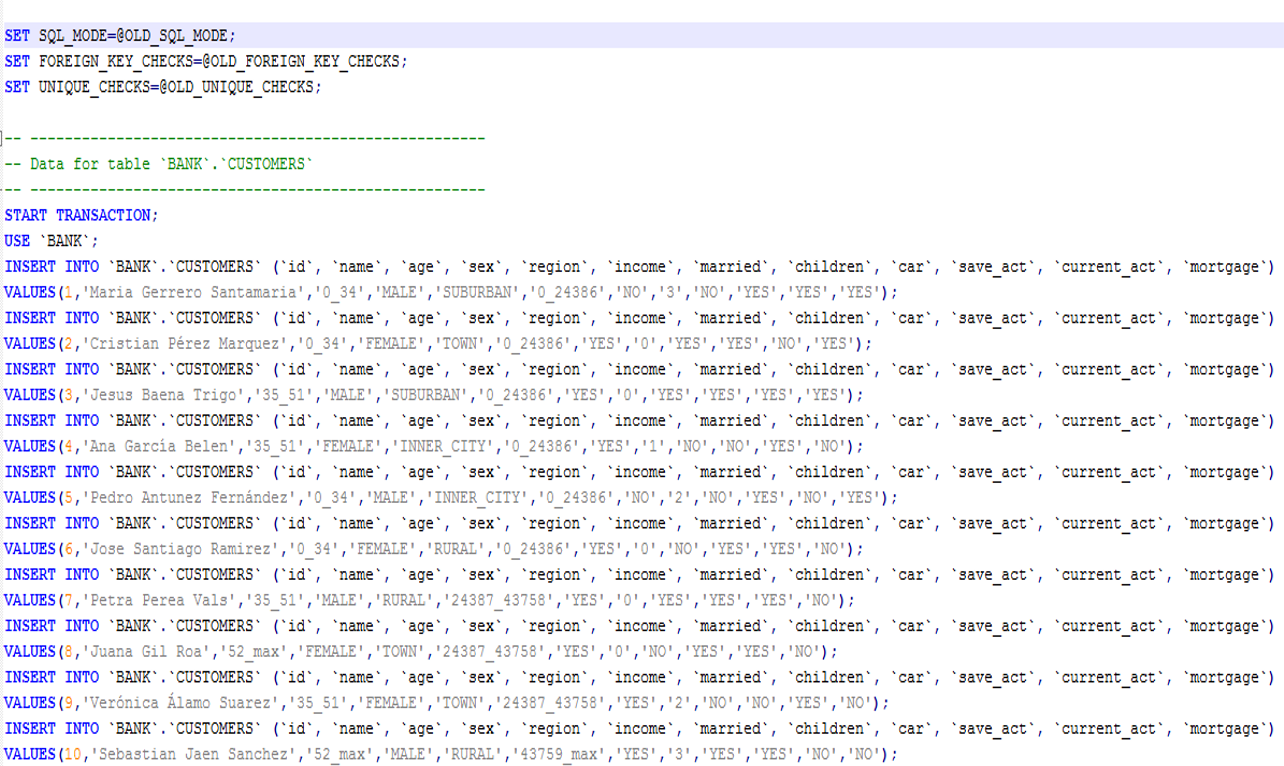 SET SQL_MODE=@OLD_SQL_MODE;
SET FOREIGN_KEY_CHECKS=@OLD_FOREIGN_KEY_CHECKS;
SET UNIQUE_CHECKS=@OLD_UNIQUE_CHECKS;
-- -----------------------------------------------------
-- Data for table `BANK`.`CUSTOMERS`
-- -----------------------------------------------------
START TRANSACTION;
USE `BANK`;
INSERT INTO `BANK`.`CUSTOMERS` (`id`, `name`, `age`, `sex`, `region`, `income`, `married`, `children`, `car`, `save_act`, `current_act`, `mortgage`)
VALUES(1,'Maria Gerrero Santamaria','0_34','MALE','SUBURBAN','0_24386','NO','3','NO','YES','YES','YES');
INSERT INTO `BANK`.`CUSTOMERS` (`id`, `name`, `age`, `sex`, `region`, `income`, `married`, `children`, `car`, `save_act`, `current_act`, `mortgage`)
VALUES(2,'Cristian Pérez Marquez','0_34','FEMALE','TOWN','0_24386','YES','0','YES','YES','NO','YES');
INSERT INTO `BANK`.`CUSTOMERS` (`id`, `name`, `age`, `sex`, `region`, `income`, `married`, `children`, `car`, `save_act`, `current_act`, `mortgage`)
VALUES(3,'Jesus Baena Trigo','35_51','MALE','SUBURBAN','0_24386','YES','0','YES','YES','YES','YES');
INSERT INTO `BANK`.`CUSTOMERS` (`id`, `name`, `age`, `sex`, `region`, `income`, `married`, `children`, `car`, `save_act`, `current_act`, `mortgage`)
VALUES(4,'Ana García Belen','35_51','FEMALE','INNER_CITY','0_24386','YES','1','NO','NO','YES','NO');
INSERT INTO `BANK`.`CUSTOMERS` (`id`, `name`, `age`, `sex`, `region`, `income`, `married`, `children`, `car`, `save_act`, `current_act`, `mortgage`)
VALUES(5,'Pedro Antunez Fernández','0_34','MALE','INNER_CITY','0_24386','NO','2','NO','YES','NO','YES');
INSERT INTO `BANK`.`CUSTOMERS` (`id`, `name`, `age`, `sex`, `region`, `income`, `married`, `children`, `car`, `save_act`, `current_act`, `mortgage`)
VALUES(6,'Jose Santiago Ramirez','0_34','FEMALE','RURAL','0_24386','YES','0','NO','YES','YES','NO');
INSERT INTO `BANK`.`CUSTOMERS` (`id`, `name`, `age`, `sex`, `region`, `income`, `married`, `children`, `car`, `save_act`, `current_act`, `mortgage`)
VALUES(7,'Petra Perea Vals','35_51','MALE','RURAL','24387_43758','YES','0','YES','YES','YES','NO');
INSERT INTO `BANK`.`CUSTOMERS` (`id`, `name`, `age`, `sex`, `region`, `income`, `married`, `children`, `car`, `save_act`, `current_act`, `mortgage`)
VALUES(8,'Juana Gil Roa','52_max','FEMALE','TOWN','24387_43758','YES','0','NO','YES','YES','NO');
INSERT INTO `BANK`.`CUSTOMERS` (`id`, `name`, `age`, `sex`, `region`, `income`, `married`, `children`, `car`, `save_act`, `current_act`, `mortgage`)
VALUES(9,'Verónica Álamo Suarez','35_51','FEMALE','TOWN','24387_43758','YES','2','NO','NO','YES','NO');
INSERT INTO `BANK`.`CUSTOMERS` (`id`, `name`, `age`, `sex`, `region`, `income`, `married`, `children`, `car`, `save_act`, `current_act`, `mortgage`)
VALUES(10,'Sebastian Jaen Sanchez','52_max','MALE','RURAL','43759_max','YES','3','YES','YES','NO','NO');